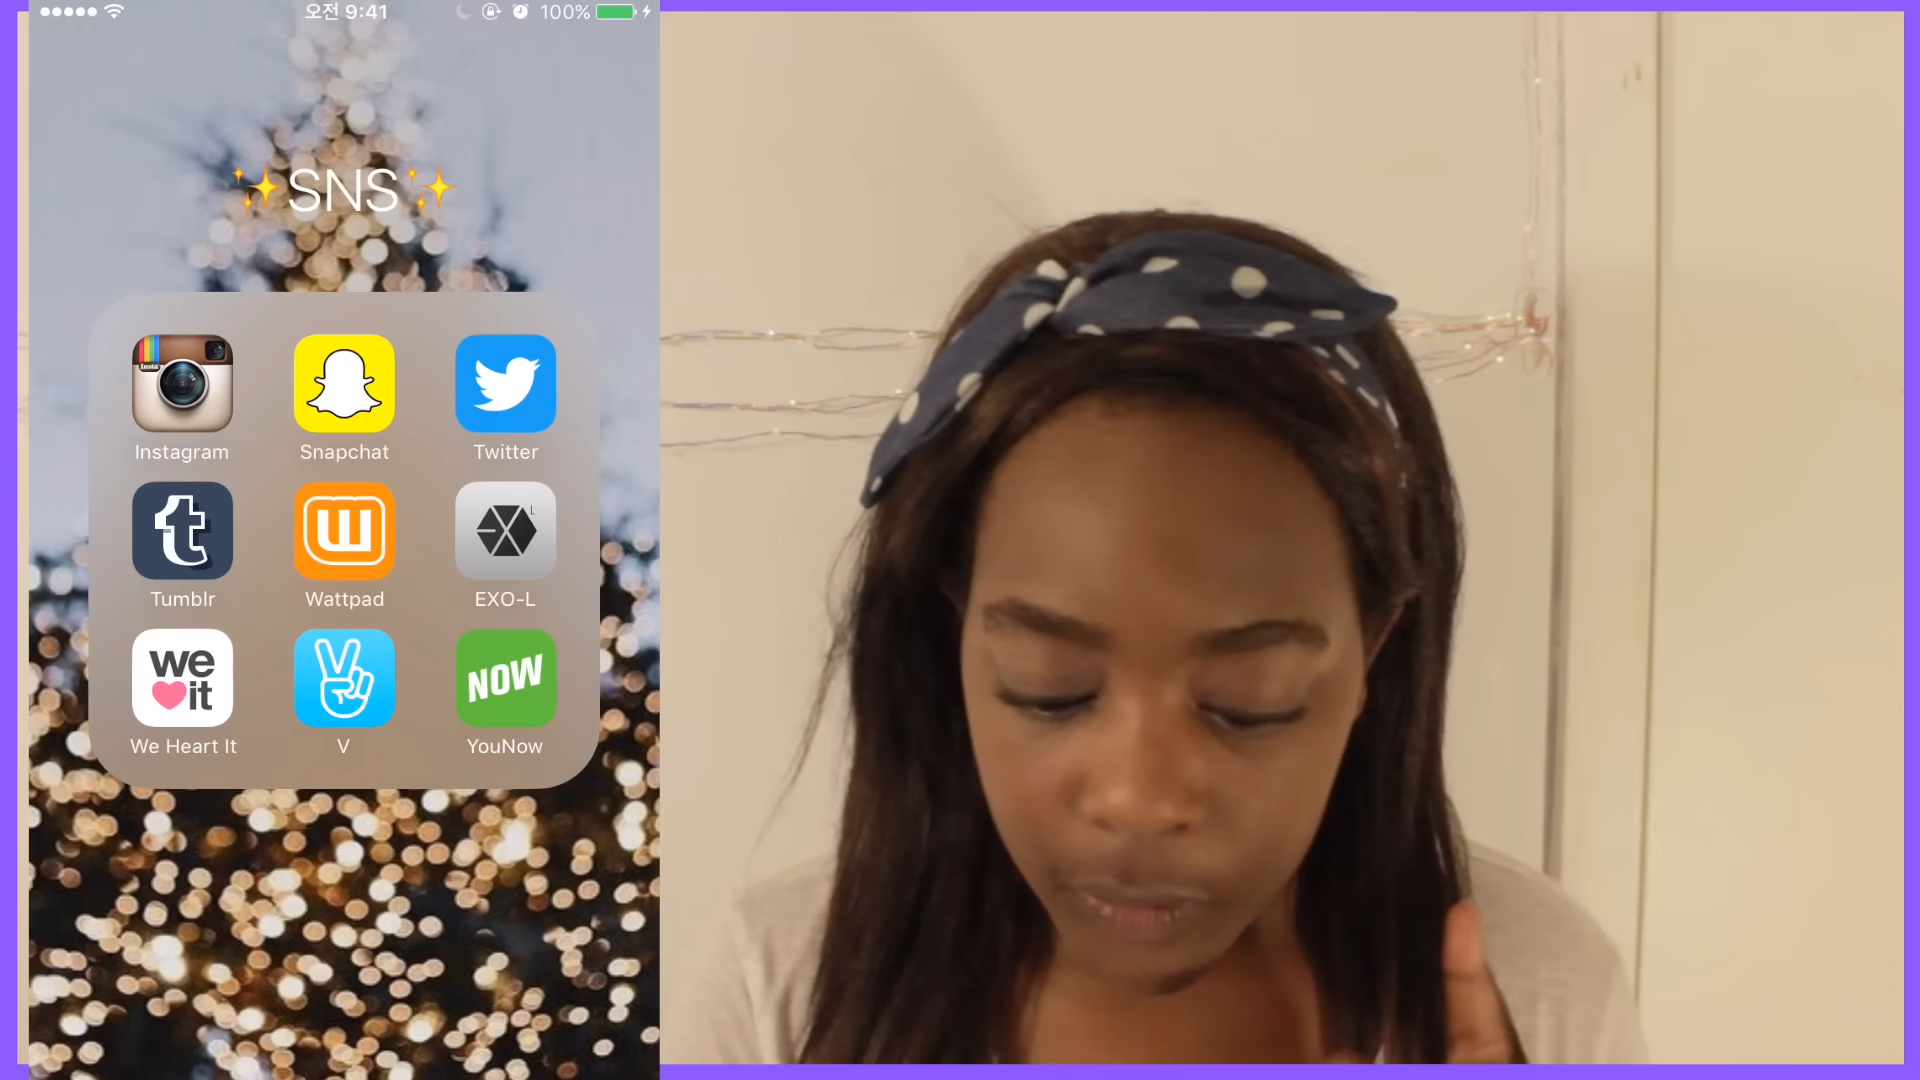 오전 9:41
100%
✨SNS✨
Insta
Instagram
Snapchat
Twitter
t
W
L
Tumblr
Wattpad
EXO-L
we
it
NOW
We Heart It
V
YouNow